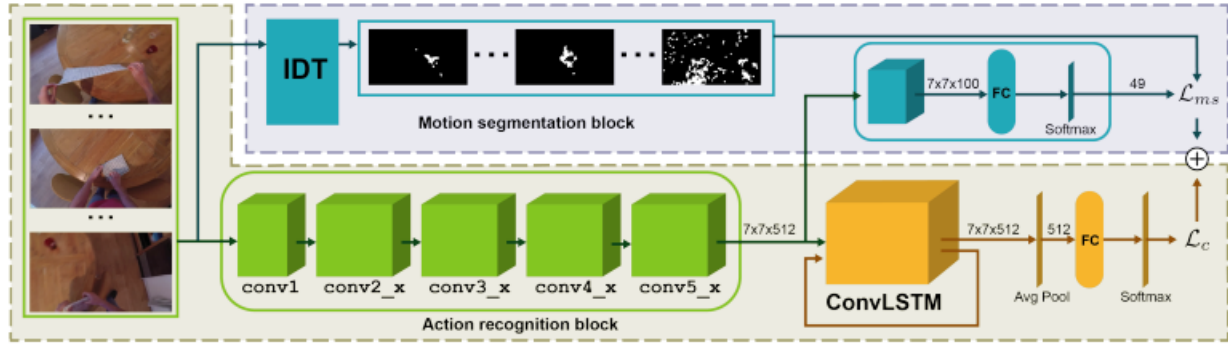 IDT
Motion segmentation block
7x7x100
FC
Softmax
49
ℒms
+
conv1
conv2_x
conv3_x
conv4_x
conv5_x
Action recognition block
7x7x512
ConvLSTM
7x7x512
Avg Pool
512
FC
Softmax
ℒc